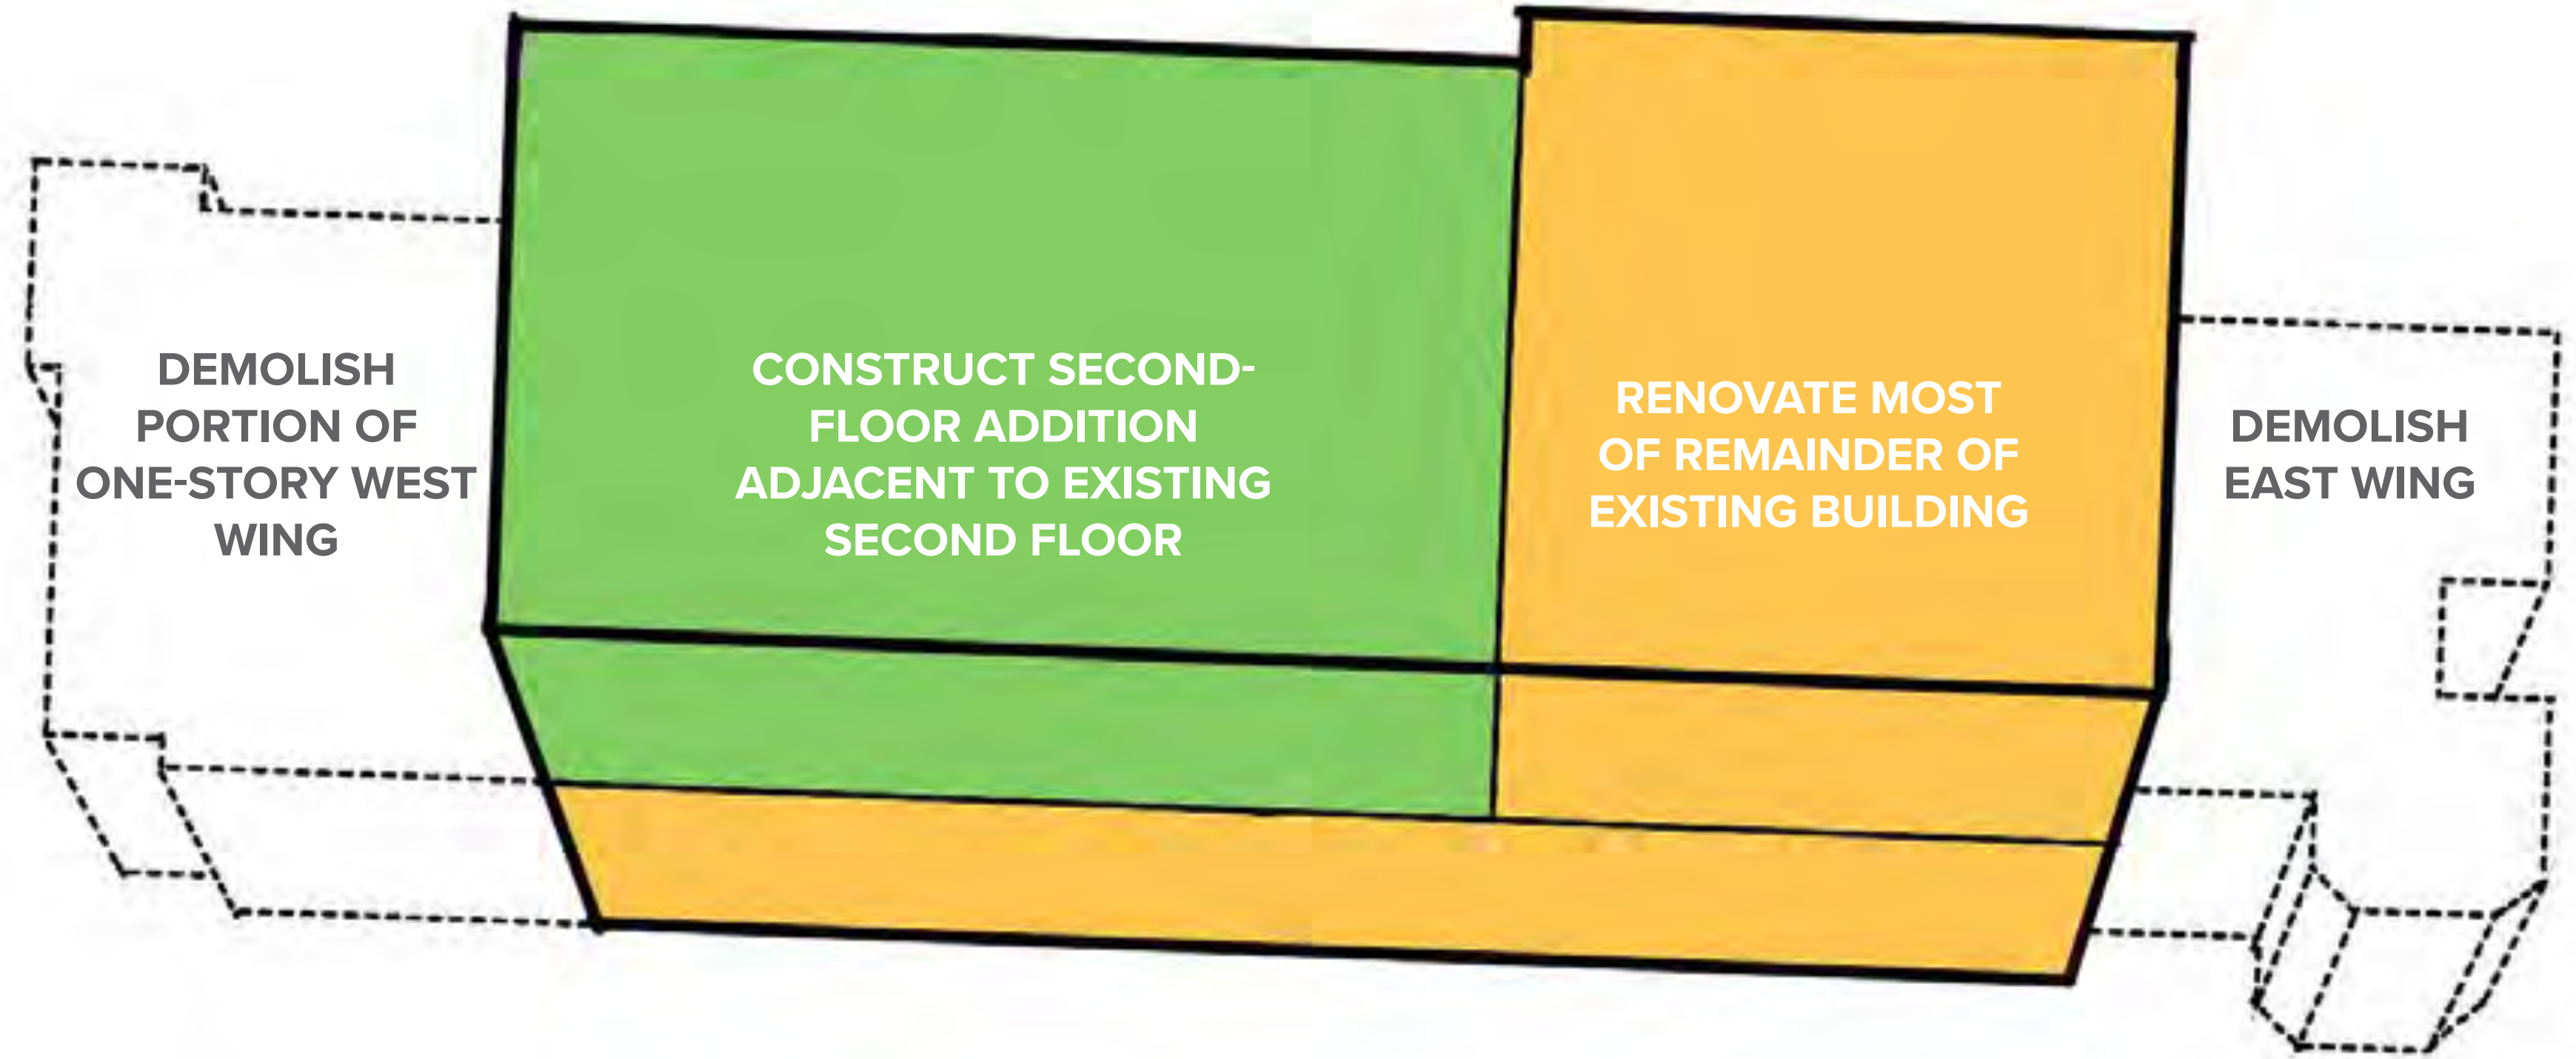 DEMOLISH
PORTION OF
ONE-STORY WEST
WING
CONSTRUCT SECOND-
FLOOR ADDITION
ADJACENT TO EXISTING
SECOND FLOOR
RENOVATE MOST
OF REMAINDER OF
EXISTING BUILDING
DEMOLISH
EAST WING